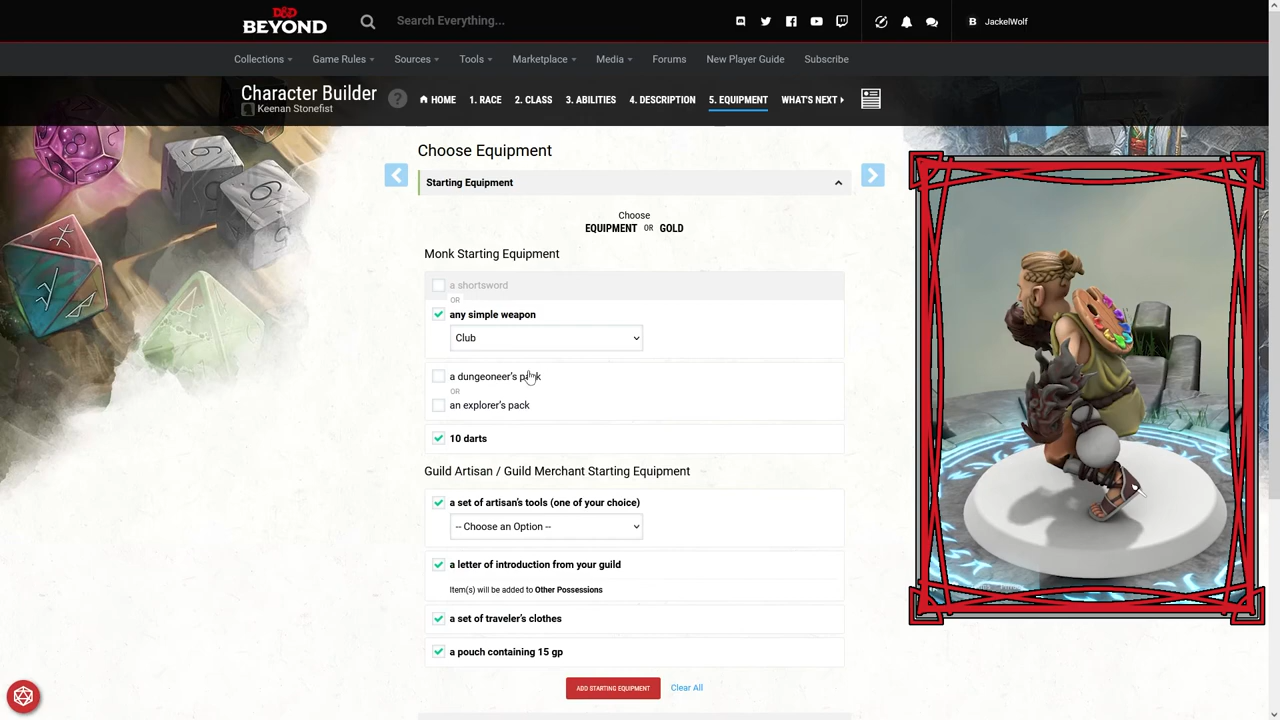 D&D
BEYOND
Search Everything...
B JackelWolf
Collections
Game Rules
Sources
Tools
Marketplace
Media
Forums
New Player Guide
Subscribe
Character Builder
Keenan Stonefist
?
HOME
1. RACE
2. CLASS
3. ABILITIES
4. DESCRIPTION
5. EQUIPMENT
WHAT'S NEXT
Choose Equipment
Starting Equipment
Choose
EQUIPMENT OR GOLD
Monk Starting Equipment
a shortsword
OR
any simple weapon
Club
a dungeoneer's pack
OR
an explorer's pack
10 darts
Guild Artisan / Guild Merchant Starting Equipment
a set of artisan's tools (one of your choice)
-- Choose an Option --
a letter of introduction from your guild
Item(s) will be added to Other Possessions
a set of traveler's clothes
a pouch containing 15 gp
ADD STARTING EQUIPMENT
Clear All